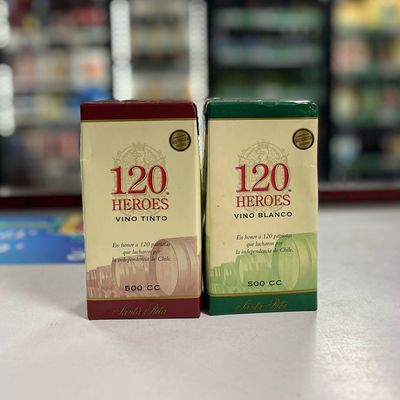 120
HEROES
VINO TINTO
En honor a 120 patriotas
que lucharon por
la independencia de Chile.
500 CC
Santa Rita
120
HEROES
VINO BLANCO
En honor a 120 patriotas
que lucharon por
la independencia de Chile.
500 CC
Santa Rita